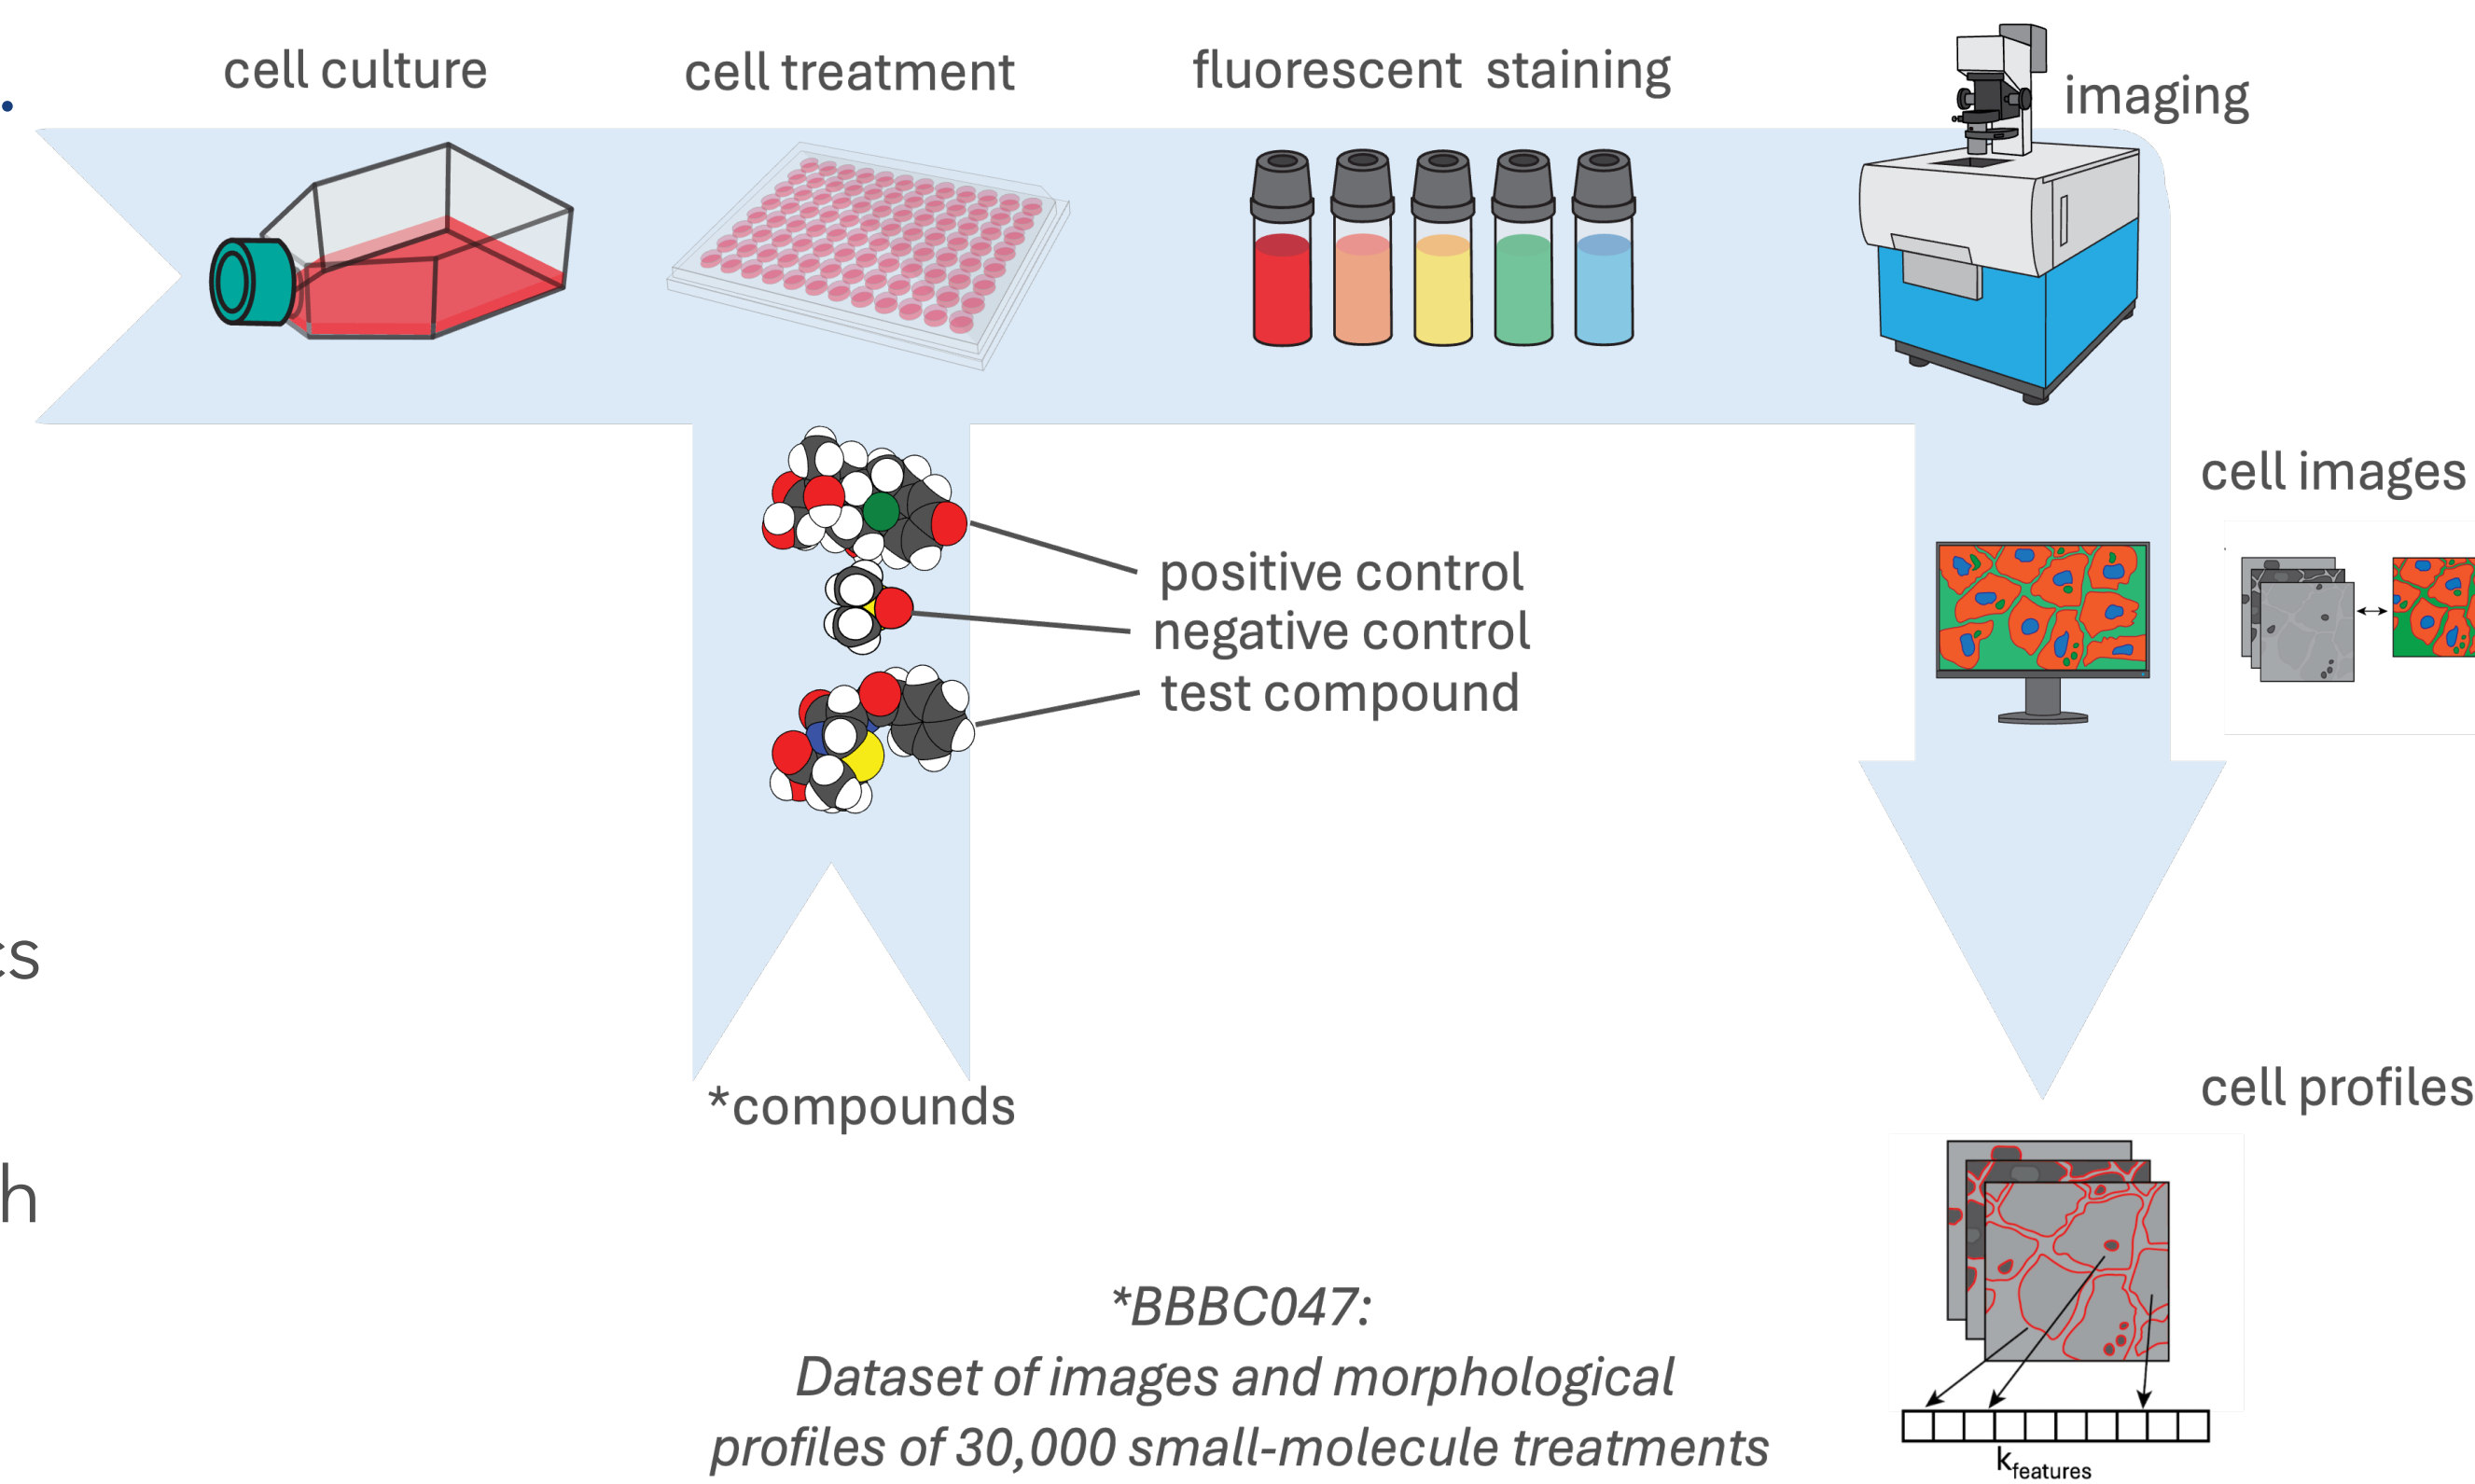 cell culture
cell treatment
fluorescent staining
imaging
cell images
positive control
negative control
test compound
cs
*compounds
cell profiles
h
*BBBC047:
Dataset of images and morphological
profiles of 30,000 small-molecule treatments
kfeatures